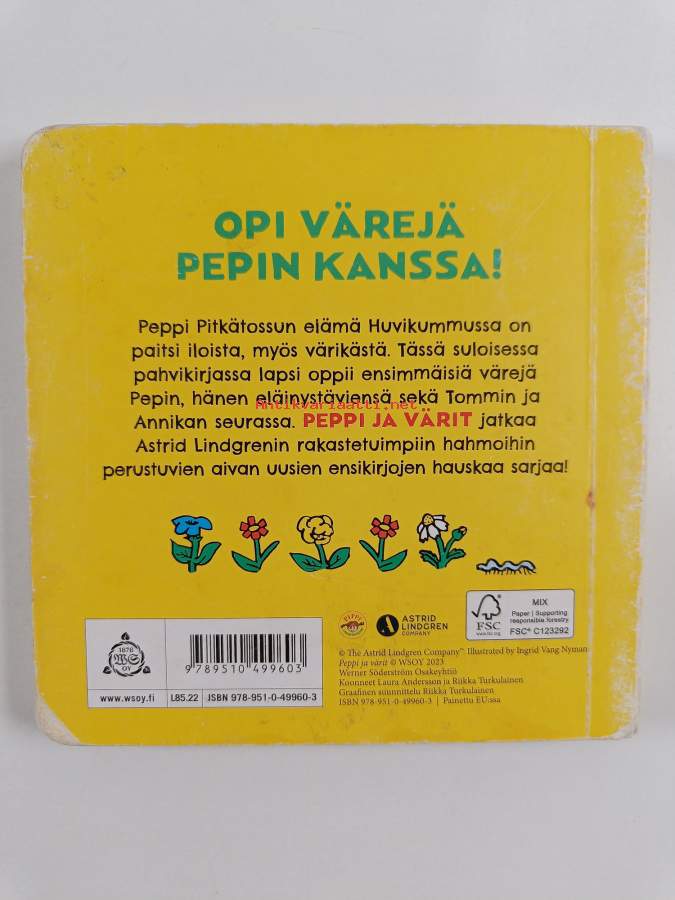 OPI VÄREJÄ
PEPIN KANSSA!
Peppi Pitkätossun elämä Huvikummussa on
paitsi iloista, myös värikästä. Tässä suloisessa
pahvikirjassa lapsi oppii ensimmäisiä värejä
Pepin, hänen eläinystäviensä sekä Tommin ja
Antikvariaatti.net
Annikan seurassa. PEPPI JA VÄRIT jatkaa
Astrid Lindgrenin rakastetuimpiin hahmoihin
perustuvien aivan uusien ensikirjojen hauskaa sarjaa!
1878
WS
OY
9 789510 499603
www.wsoy.fi
L85.22
ISBN 978-951-0-49960-3
PIPPI
ASTRID
LINDGREN
COMPANY
FSC
www.fsc.org
MIX
Paper | Supporting
responsible forestry
FSC® C123292
© The Astrid Lindgren Company™ Illustrated by Ingrid Vang Nyman
Peppi ja värit © WSOY 2023
Werner Söderström Osakeyhtiö
Koonneet Laura Andersson ja Riikka Turkulainen
Graafinen suunnittelu Riikka Turkulainen
ISBN 978-951-0-49960-3 | Painettu EU:ssa